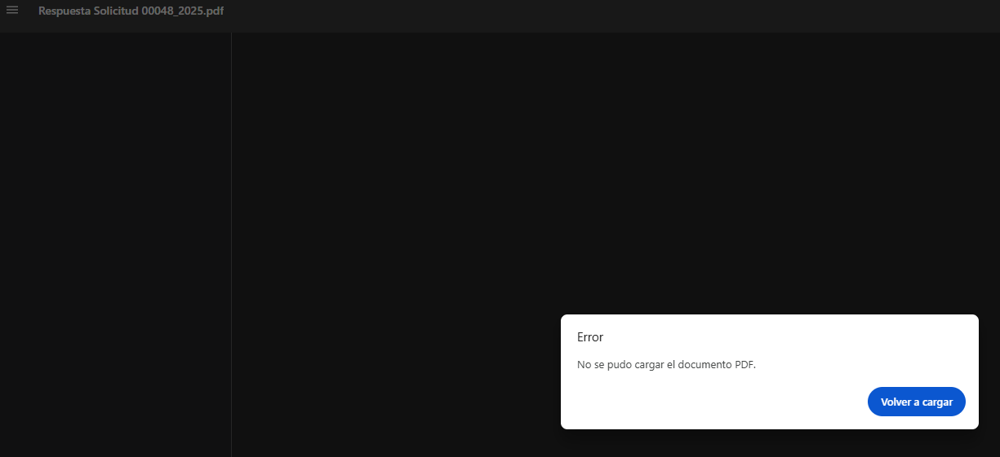 Respuesta Solicitud 00048_2025.pdf
Error
No se pudo cargar el documento PDF.
Volver a cargar